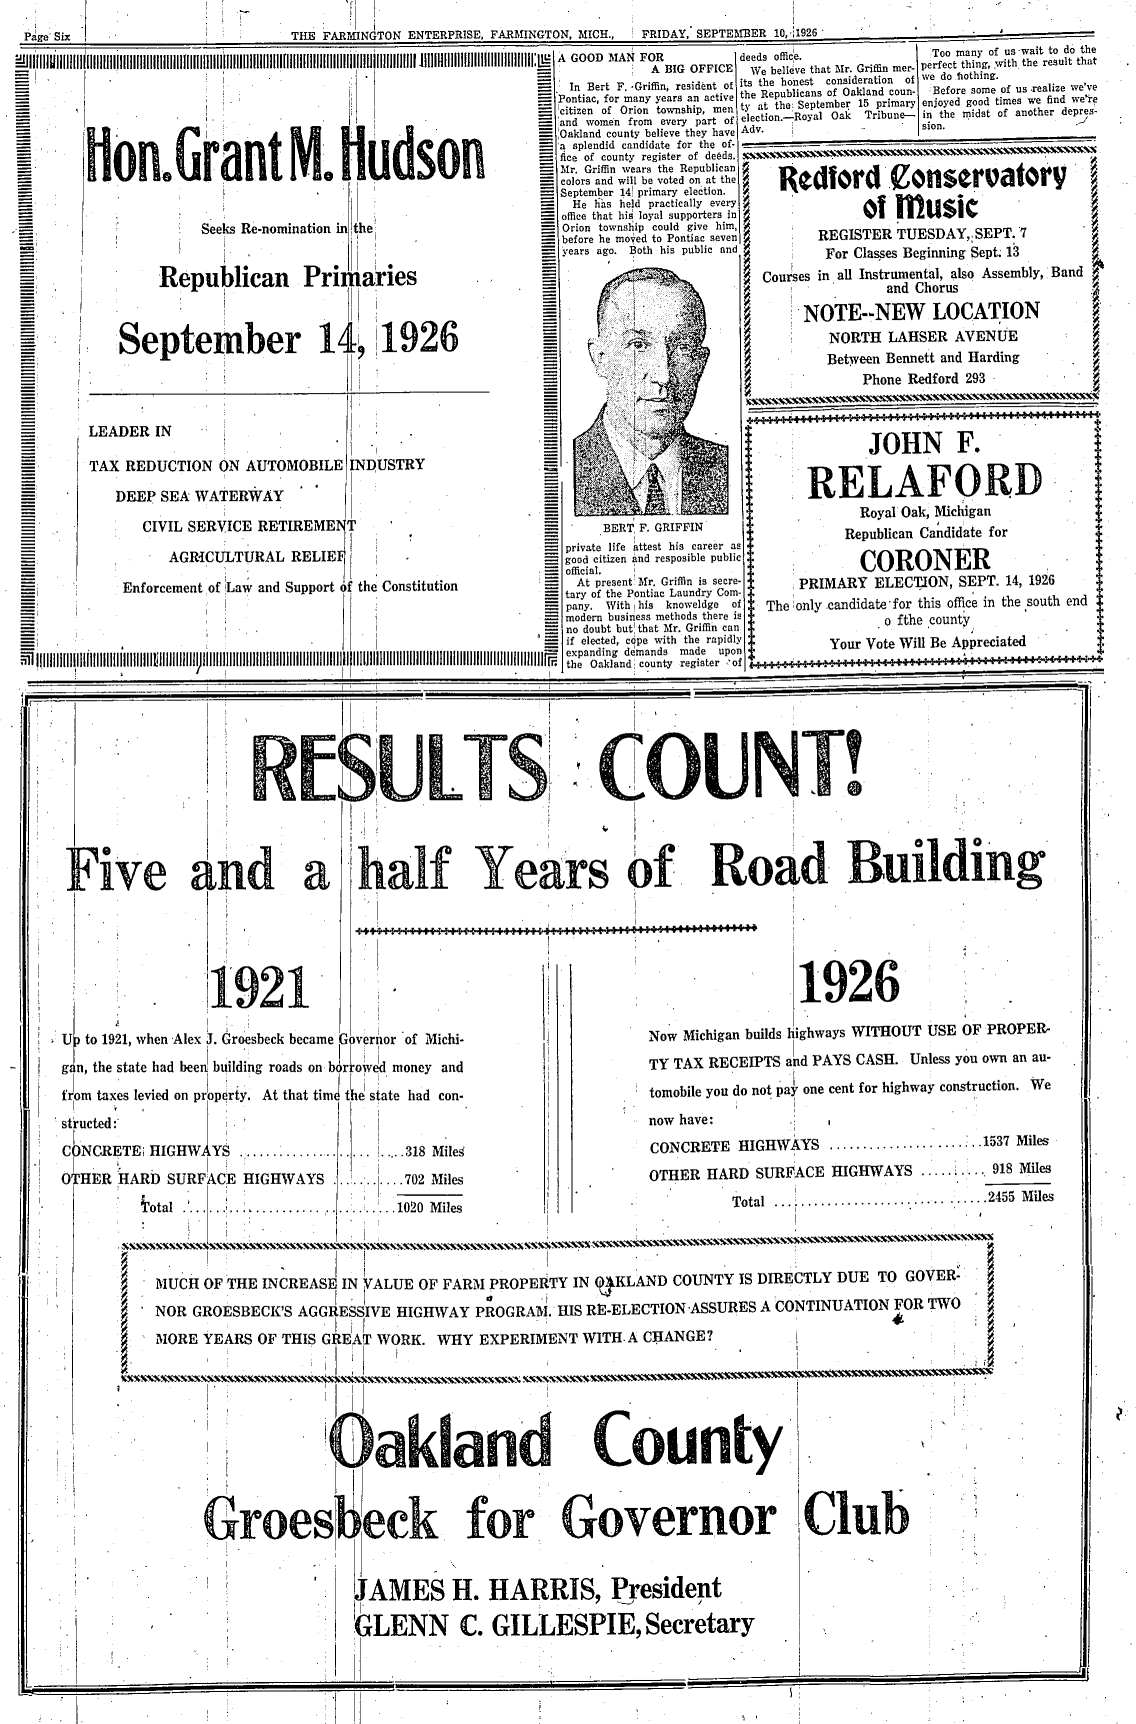 Page Six
THE FARMINGTON ENTERPRISE, FARMINGTON, MICH., FRIDAY, SEPTEMBER 10, 1926
Hon. Grant M. Hudson
Seeks Re-nomination in the
Republican Primaries
September 14, 1926
LEADER IN
TAX REDUCTION ON AUTOMOBILE INDUSTRY
DEEP SEA WATERWAY
CIVIL SERVICE RETIREMENT
AGRICULTURAL RELIEF
Enforcement of Law and Support of the Constitution
A GOOD MAN FOR
A BIG OFFICE
In Bert F. Griffin, resident of
Pontiac, for many years an active
citizen of Orion township, men
and women from every part of
Oakland county believe they have
a splendid candidate for the of-
fice of county register of deeds.
Mr. Griffin wears the Republican
colors and will be voted on at the
September 14 primary election.
He has held practically every
office that his loyal supporters in
Orion township could give him,
before he moved to Pontiac seven
years ago. Both his public and
BERT F. GRIFFIN
private life attest his career as
good citizen and resposible public
official.
At present Mr. Griffin is secre-
tary of the Pontiac Laundry Com-
pany. With his knoweldge of
modern business methods there is
no doubt but that Mr. Griffin can
if elected, cope with the rapidly
expanding demands made upon
the Oakland county register of
deeds office.
We believe that Mr. Griffin mer-
its the honest consideration of
the Republicans of Oakland coun-
ty at the September 15 primary
election.—Royal Oak Tribune—
Adv.
Too many of us wait to do the
perfect thing, with the result that
we do nothing.
Before some of us realize we've
enjoyed good times we find we're
in the midst of another depres-
sion.
Redford Conservatory
of Music
REGISTER TUESDAY, SEPT. 7
For Classes Beginning Sept. 13
Courses in all Instrumental, also Assembly, Band
and Chorus
NOTE--NEW LOCATION
NORTH LAHSER AVENUE
Between Bennett and Harding
Phone Redford 293
JOHN F.
RELAFORD
Royal Oak, Michigan
Republican Candidate for
CORONER
PRIMARY ELECTION, SEPT. 14, 1926
The only candidate for this office in the south end
o fthe county
Your Vote Will Be Appreciated
RESULTS COUNT!
Five and a half Years of Road Building
1921
Up to 1921, when Alex J. Groesbeck became Governor of Michi-
gan, the state had been building roads on borrowed money and
from taxes levied on property. At that time the state had con-
structed:
CONCRETE HIGHWAYS ........................318 Miles
OTHER HARD SURFACE HIGHWAYS ...........702 Miles
Total ................................1020 Miles
1926
Now Michigan builds highways WITHOUT USE OF PROPER-
TY TAX RECEIPTS and PAYS CASH. Unless you own an au-
tomobile you do not pay one cent for highway construction. We
now have:
CONCRETE HIGHWAYS .......................1537 Miles
OTHER HARD SURFACE HIGHWAYS .......... 918 Miles
Total ................................2455 Miles
MUCH OF THE INCREASE IN VALUE OF FARM PROPERTY IN OAKLAND COUNTY IS DIRECTLY DUE TO GOVER-
NOR GROESBECK'S AGGRESSIVE HIGHWAY PROGRAM. HIS RE-ELECTION ASSURES A CONTINUATION FOR TWO
MORE YEARS OF THIS GREAT WORK. WHY EXPERIMENT WITH A CHANGE?
Oakland County
Groesbeck for Governor Club
JAMES H. HARRIS, President
GLENN C. GILLESPIE, Secretary